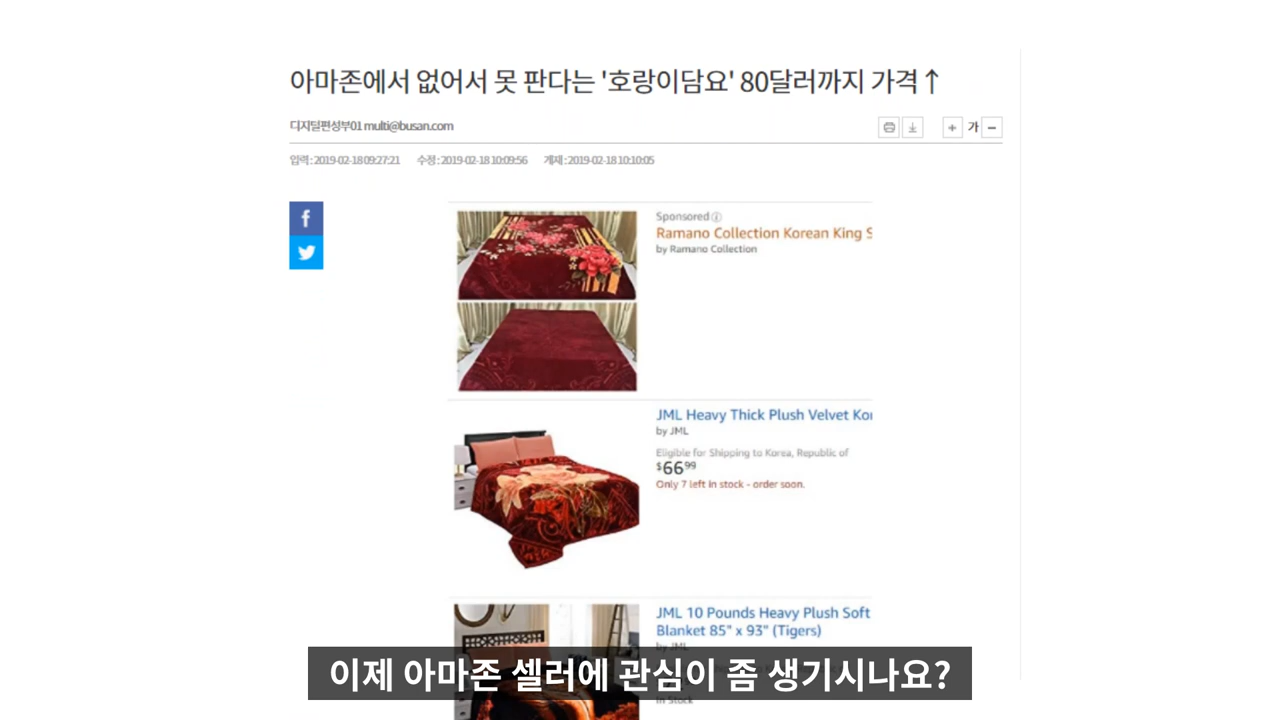 아마존에서 없어서 못 판다는 '호랑이담요' 80달러까지 가격↑
디지털편성부01 multi@busan.com
가
입력 : 2019-02-18 09:27:21 수정 : 2019-02-18 10:09:56 게재 : 2019-02-18 10:10:05
Sponsored
Ramano Collection Korean King S
by Ramano Collection
JML Heavy Thick Plush Velvet Kor
by JML
Eligible for Shipping to Korea, Republic of
$66.99
Only 7 left in stock - order soon.
JML 10 Pounds Heavy Plush Soft
Blanket 85" x 93" (Tigers)
by JML
이제 아마존 셀러에 관심이 좀 생기시나요?
In Stock